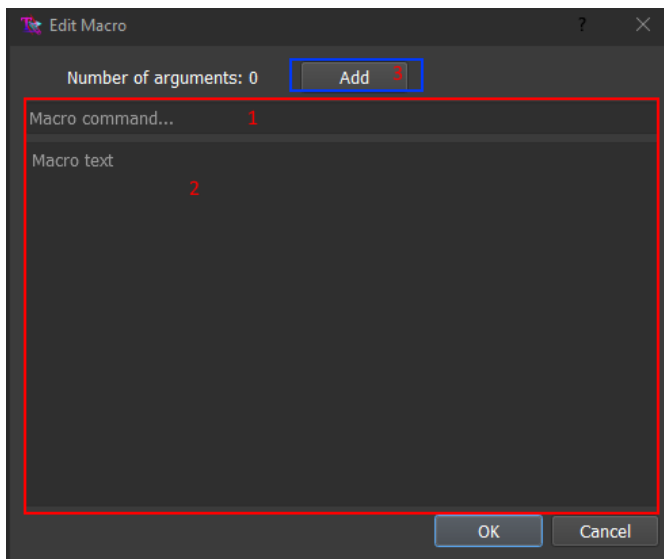 Edit Macro ?
Number of arguments: 0 Add 3
Macro command... 1
Macro text
2
OK Cancel